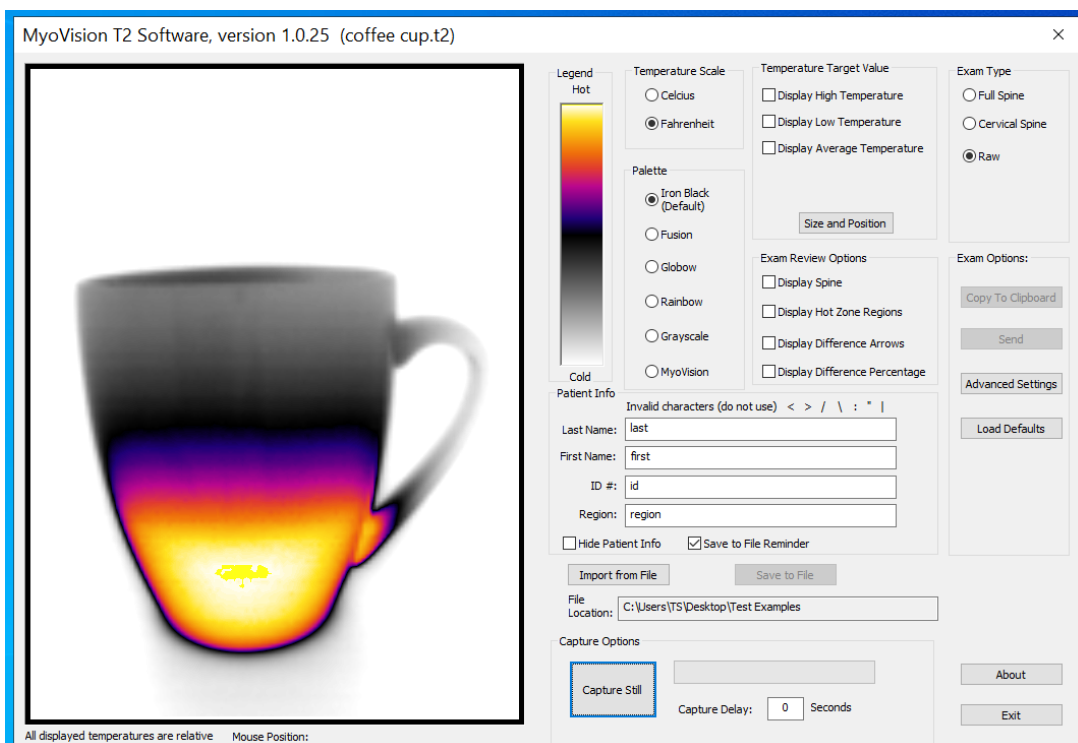 MyoVision T2 Software, version 1.0.25  (coffee cup.t2)
Legend
Hot
Cold
Temperature Scale
Celcius
Fahrenheit
Palette
Iron Black
(Default)
Fusion
Globow
Rainbow
Grayscale
MyoVision
Temperature Target Value
Display High Temperature
Display Low Temperature
Display Average Temperature
Size and Position
Exam Review Options
Display Spine
Display Hot Zone Regions
Display Difference Arrows
Display Difference Percentage
Exam Type
Full Spine
Cervical Spine
Raw
Exam Options:
Copy To Clipboard
Send
Advanced Settings
Load Defaults
Patient Info
Invalid characters (do not use) < > / \ : " |
Last Name: last
First Name: first
ID #: id
Region: region
Hide Patient Info
Save to File Reminder
Import from File
Save to File
File
Location: C:\Users\TS\Desktop\Test Examples
Capture Options
Capture Still
Capture Delay: 0 Seconds
About
Exit
All displayed temperatures are relative
Mouse Position: